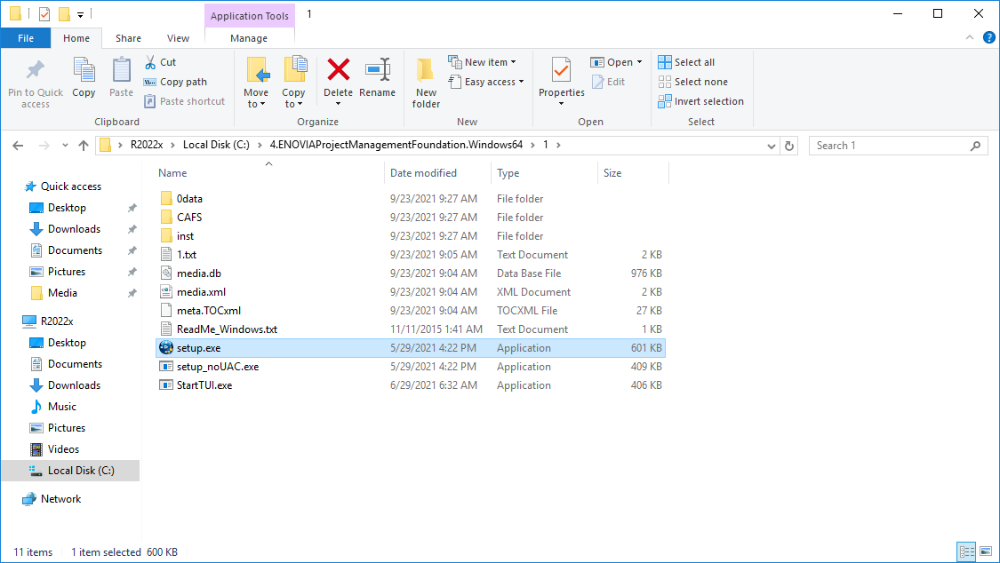 Application Tools 1
File Home Share View Manage
Pin to Quick access
Copy
Paste
Cut
Copy path
Paste shortcut
Clipboard
Move to
Copy to
Delete
Rename
Organize
New folder
New item
Easy access
New
Properties
Open
Edit
Open
Select all
Select none
Invert selection
Select
R2022x > Local Disk (C:) > 4.ENOVIAProjectManagementFoundation.Windows64 > 1 >
Search 1
Quick access
Desktop
Downloads
Documents
Pictures
Media
R2022x
Desktop
Documents
Downloads
Music
Pictures
Videos
Local Disk (C:)
Network
Name Date modified Type Size
0data 9/23/2021 9:27 AM File folder
CAFS 9/23/2021 9:27 AM File folder
inst 9/23/2021 9:27 AM File folder
1.txt 9/23/2021 9:05 AM Text Document 2 KB
media.db 9/23/2021 9:04 AM Data Base File 976 KB
media.xml 9/23/2021 9:04 AM XML Document 2 KB
meta.TOCxml 9/23/2021 9:04 AM TOCXML File 27 KB
ReadMe_Windows.txt 11/11/2015 1:41 AM Text Document 1 KB
setup.exe 5/29/2021 4:22 PM Application 601 KB
setup_noUAC.exe 5/29/2021 4:22 PM Application 409 KB
StartTUI.exe 6/29/2021 6:32 AM Application 406 KB
11 items 1 item selected 600 KB